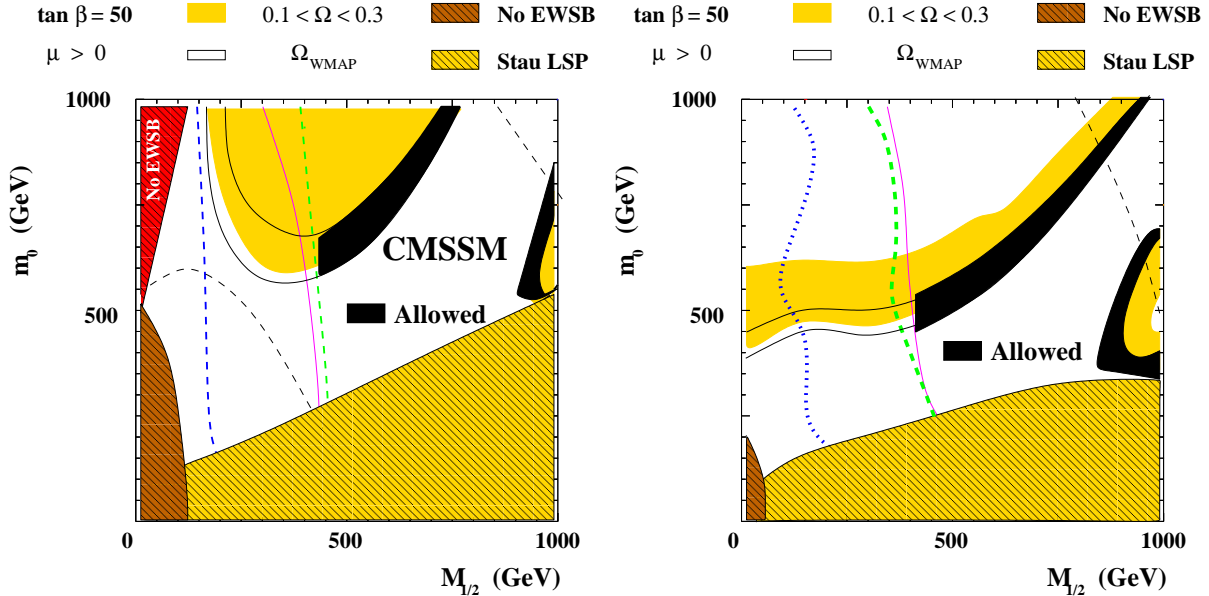 tan β = 50
0.1 < Ω < 0.3
No EWSB
μ > 0
Ω_WMAP
Stau LSP
1000
No EWSB
m_0 (GeV)
CMSSM
500
Allowed
0
500
1000
M_1/2 (GeV)
tan β = 50
0.1 < Ω < 0.3
No EWSB
μ > 0
Ω_WMAP
Stau LSP
1000
m_0 (GeV)
500
Allowed
0
500
1000
M_1/2 (GeV)